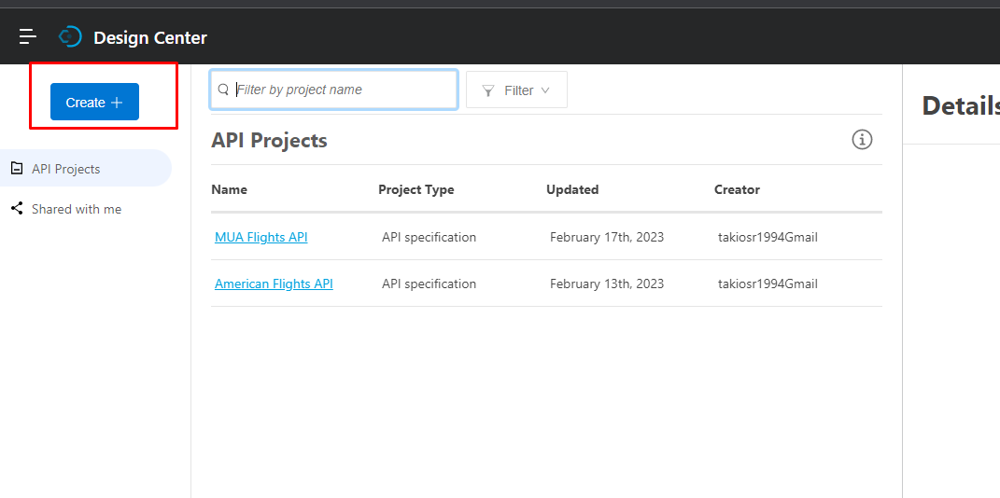 Design Center
Create +
API Projects
Shared with me
Filter by project name
Filter
API Projects
Name Project Type Updated Creator
MUA Flights API API specification February 17th, 2023 takiosr1994Gmail
American Flights API API specification February 13th, 2023 takiosr1994Gmail
Details